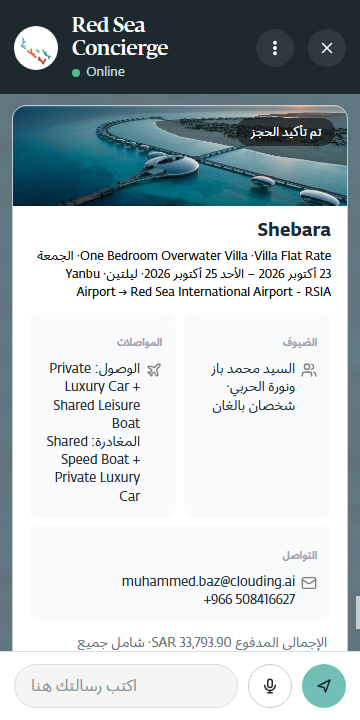 Red Sea
Concierge
Online
تم تأكيد الحجز
Shebara
One Bedroom Overwater Villa ·Villa Flat Rate· الجمعة
23 أكتوبر 2026 – الأحد 25 أكتوبر 2026· ليلتين· Yanbu
Airport → Red Sea International Airport - RSIA
الضيوف
السيد محمد باز
ونورة الحربي·
شخصان بالغان
المواصلات
الوصول: Private
Luxury Car +
Shared Leisure
Boat
المغادرة: Shared
Speed Boat +
Private Luxury
Car
التواصل
muhammed.baz@clouding.ai
+966 508416627
الإجمالي المدفوع SAR 33,793.90· شامل جميع
اكتب رسالتك هنا